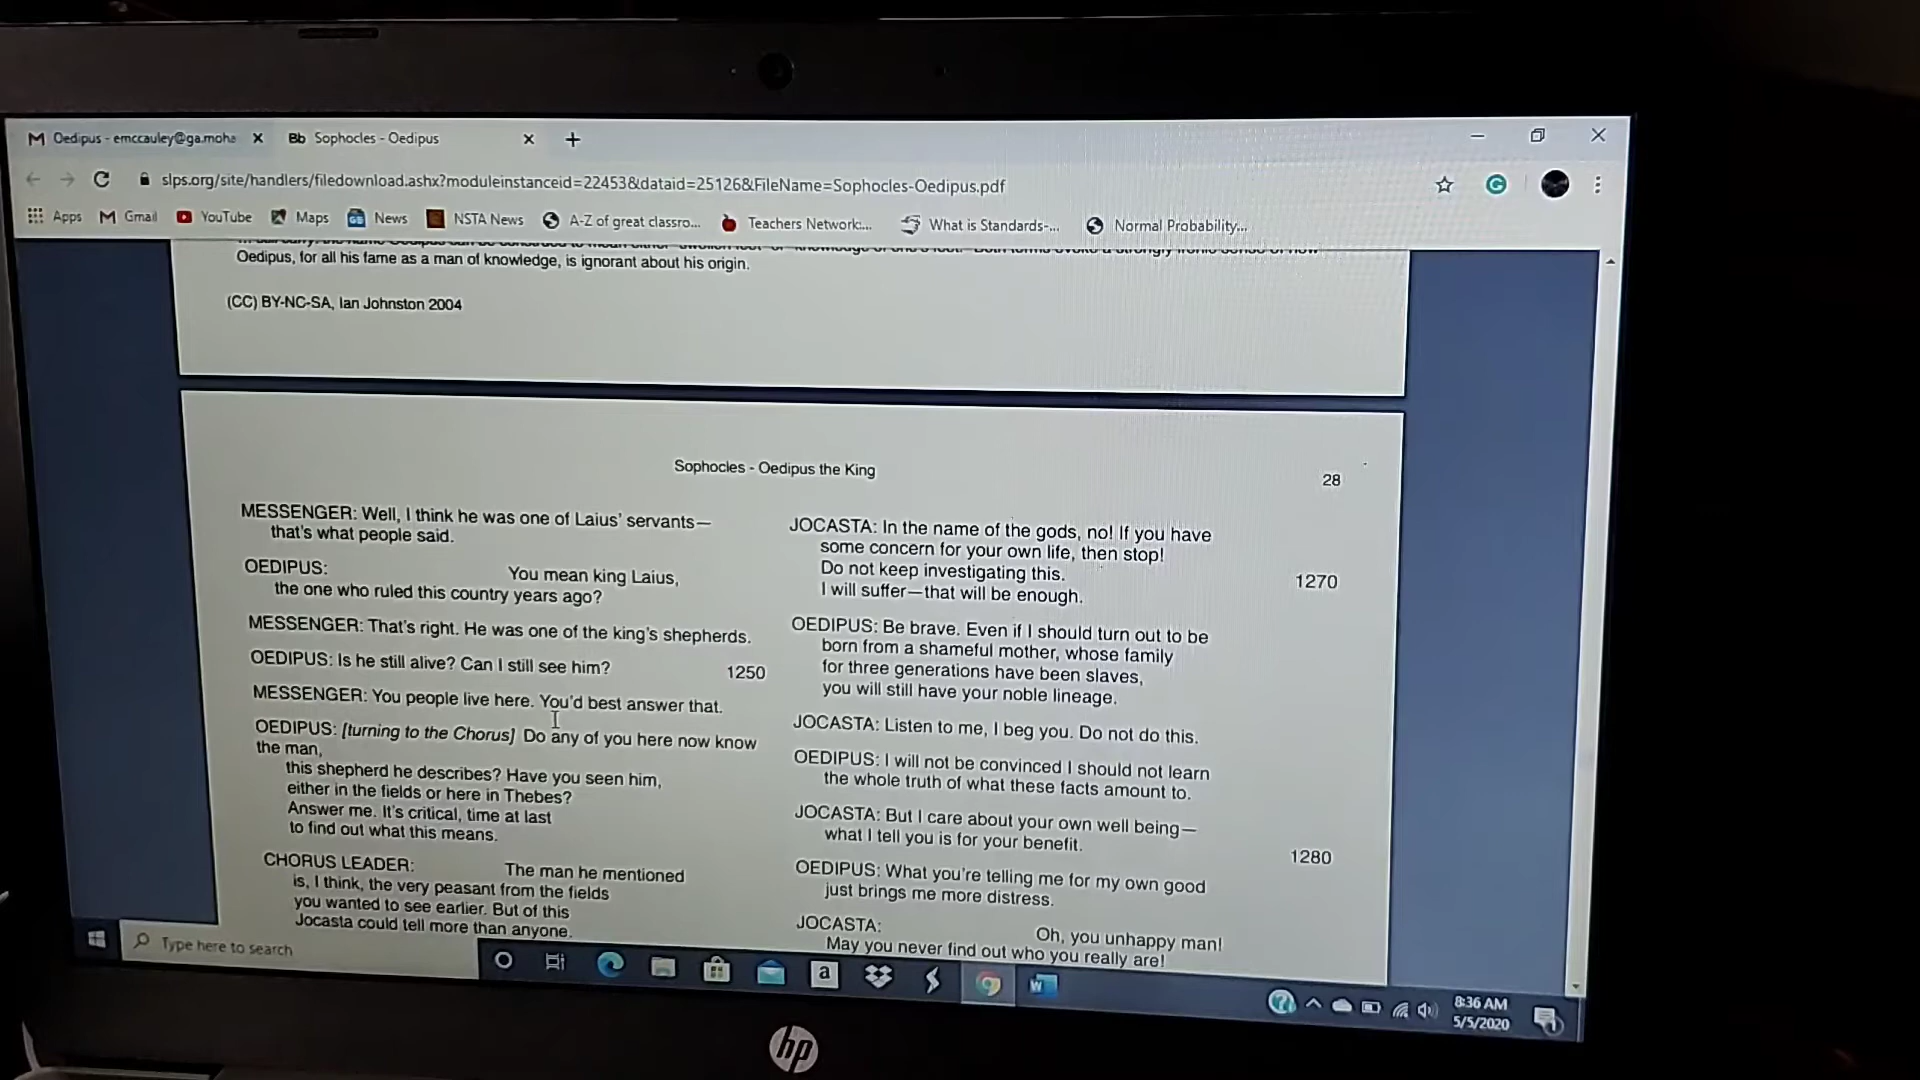 Oedipus - emccauley@ga.moha
Bb Sophocles - Oedipus
slps.org/site/handlers/filedownload.ashx?moduleinstanceid=22453&dataid=25126&FileName=Sophocles-Oedipus.pdf
Apps
Gmail
YouTube
Maps
News
NSTA News
A-Z of great classro...
Teachers Network:...
What is Standards-...
Normal Probability...
Oedipus, for all his fame as a man of knowledge, is ignorant about his origin.
(CC) BY-NC-SA, Ian Johnston 2004
Sophocles - Oedipus the King
28
MESSENGER: Well, I think he was one of Laius' servants—
that's what people said.
OEDIPUS: You mean king Laius,
the one who ruled this country years ago?
MESSENGER: That's right. He was one of the king's shepherds.
OEDIPUS: Is he still alive? Can I still see him? 1250
MESSENGER: You people live here. You'd best answer that.
OEDIPUS: [turning to the Chorus] Do any of you here now know
the man,
this shepherd he describes? Have you seen him,
either in the fields or here in Thebes?
Answer me. It's critical, time at last
to find out what this means.
CHORUS LEADER: The man he mentioned
is, I think, the very peasant from the fields
you wanted to see earlier. But of this
Jocasta could tell more than anyone.
JOCASTA: In the name of the gods, no! If you have
some concern for your own life, then stop!
Do not keep investigating this. 1270
I will suffer—that will be enough.
OEDIPUS: Be brave. Even if I should turn out to be
born from a shameful mother, whose family
for three generations have been slaves,
you will still have your noble lineage.
JOCASTA: Listen to me, I beg you. Do not do this.
OEDIPUS: I will not be convinced I should not learn
the whole truth of what these facts amount to.
JOCASTA: But I care about your own well being—
what I tell you is for your benefit. 1280
OEDIPUS: What you're telling me for my own good
just brings me more distress.
JOCASTA: Oh, you unhappy man!
May you never find out who you really are!
Type here to search
8:36 AM
5/5/2020
hp